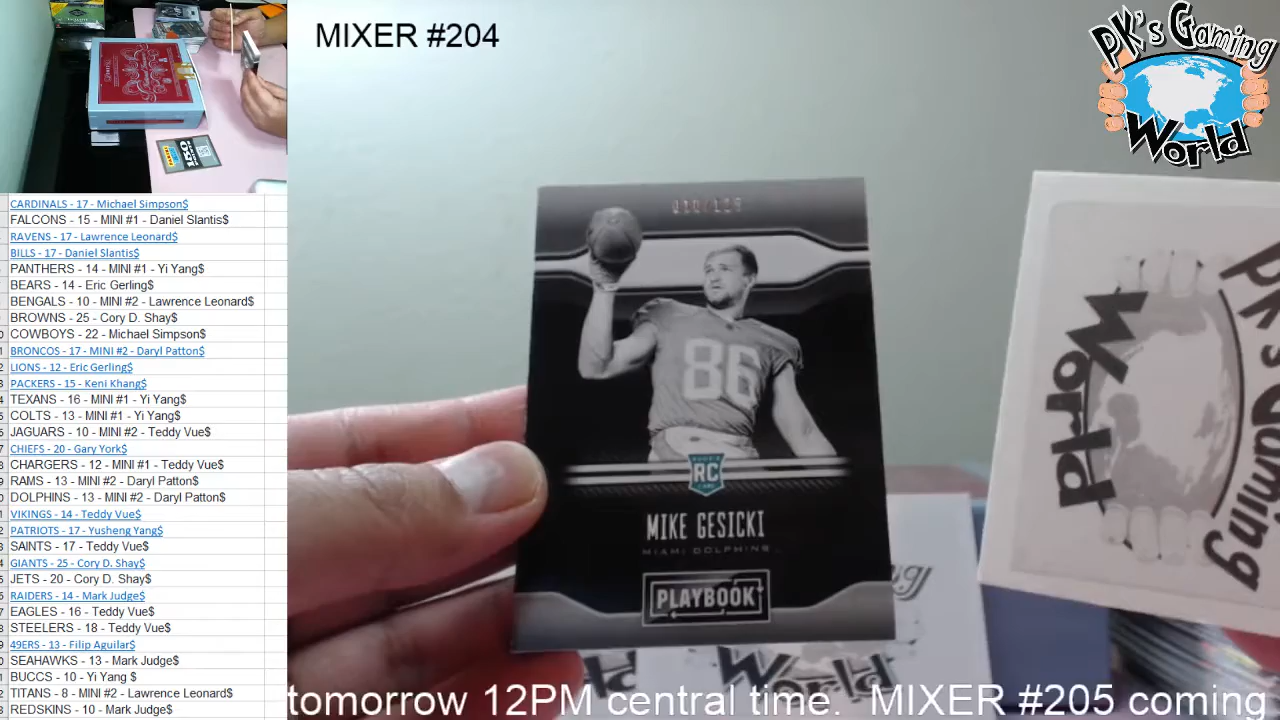 MIXER #204
PK's Gaming
World
CARDINALS - 17 - Michael Simpson$
FALCONS - 15 - MINI #1 - Daniel Slantis$
RAVENS - 17 - Lawrence Leonard$
BILLS - 17 - Daniel Slantis$
PANTHERS - 14 - MINI #1 - Yi Yang$
BEARS - 14 - Eric Gerling$
BENGALS - 10 - MINI #2 - Lawrence Leonard$
BROWNS - 25 - Cory D. Shay$
COWBOYS - 22 - Michael Simpson$
BRONCOS - 17 - MINI #2 - Daryl Patton$
LIONS - 12 - Eric Gerling$
PACKERS - 15 - Keni Khang$
TEXANS - 16 - MINI #1 - Yi Yang$
COLTS - 13 - MINI #1 - Yi Yang$
JAGUARS - 10 - MINI #2 - Teddy Vue$
CHIEFS - 20 - Gary York$
CHARGERS - 12 - MINI #1 - Teddy Vue$
RAMS - 13 - MINI #2 - Daryl Patton$
DOLPHINS - 13 - MINI #2 - Daryl Patton$
VIKINGS - 14 - Teddy Vue$
PATRIOTS - 17 - Yusheng Yang$
SAINTS - 17 - Teddy Vue$
GIANTS - 25 - Cory D. Shay$
JETS - 20 - Cory D. Shay$
RAIDERS - 14 - Mark Judge$
EAGLES - 16 - Teddy Vue$
STEELERS - 18 - Teddy Vue$
49ERS - 13 - Filip Aguilar$
SEAHAWKS - 13 - Mark Judge$
BUCCS - 10 - Yi Yang $
TITANS - 8 - MINI #2 - Lawrence Leonard$
REDSKINS - 10 - Mark Judge$
86
RC
MIKE GESICKI
MIAMI DOLPHINS
PLAYBOOK
PK's Gaming
World
World
tomorrow 12PM central time. MIXER #205 coming